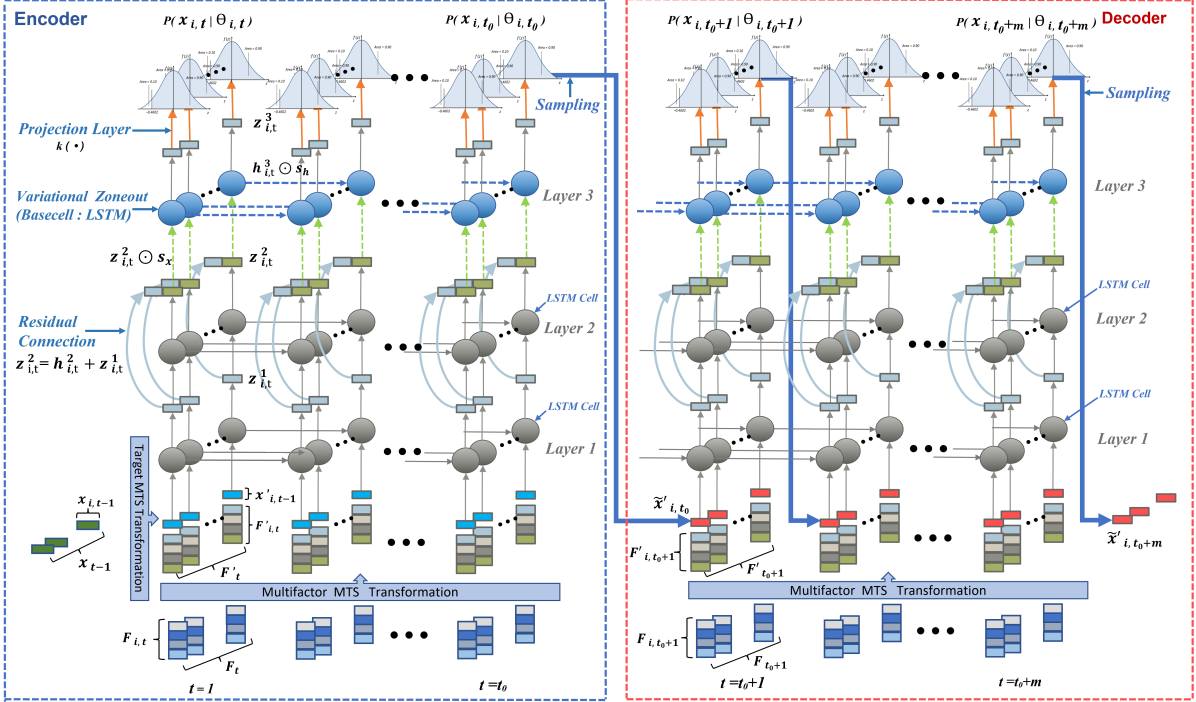 Encoder
P( x i,t | Θ i,t )
P( x i,t0 | Θ i,t0 )
P( x i,t0+1 | Θ i,t0+1 )
P( x i,t0+m | Θ i,t0+m )
Decoder
Sampling
Sampling
Projection Layer
k ( • )
z 3 i,t
h 3 i,t ⊙ s h
Variational Zoneout
(Basecell : LSTM)
Layer 3
Layer 3
z 2 i,t ⊙ s x
z 2 i,t
LSTM Cell
LSTM Cell
Residual
Connection
Layer 2
Layer 2
z 2 i,t = h 2 i,t + z 1 i,t
z 1 i,t
LSTM Cell
LSTM Cell
Layer 1
Layer 1
Target MTS Transformation
x i,t−1
x t−1
x' i,t−1
F' i,t
F' t
x̃' i,t0
F' i,t0+1
F' t0+1
x̃' i,t0+m
Multifactor MTS Transformation
Multifactor MTS Transformation
F i,t
F t
F i,t0+1
F t0+1
t = 1
t = t0
t = t0+1
t = t0+m